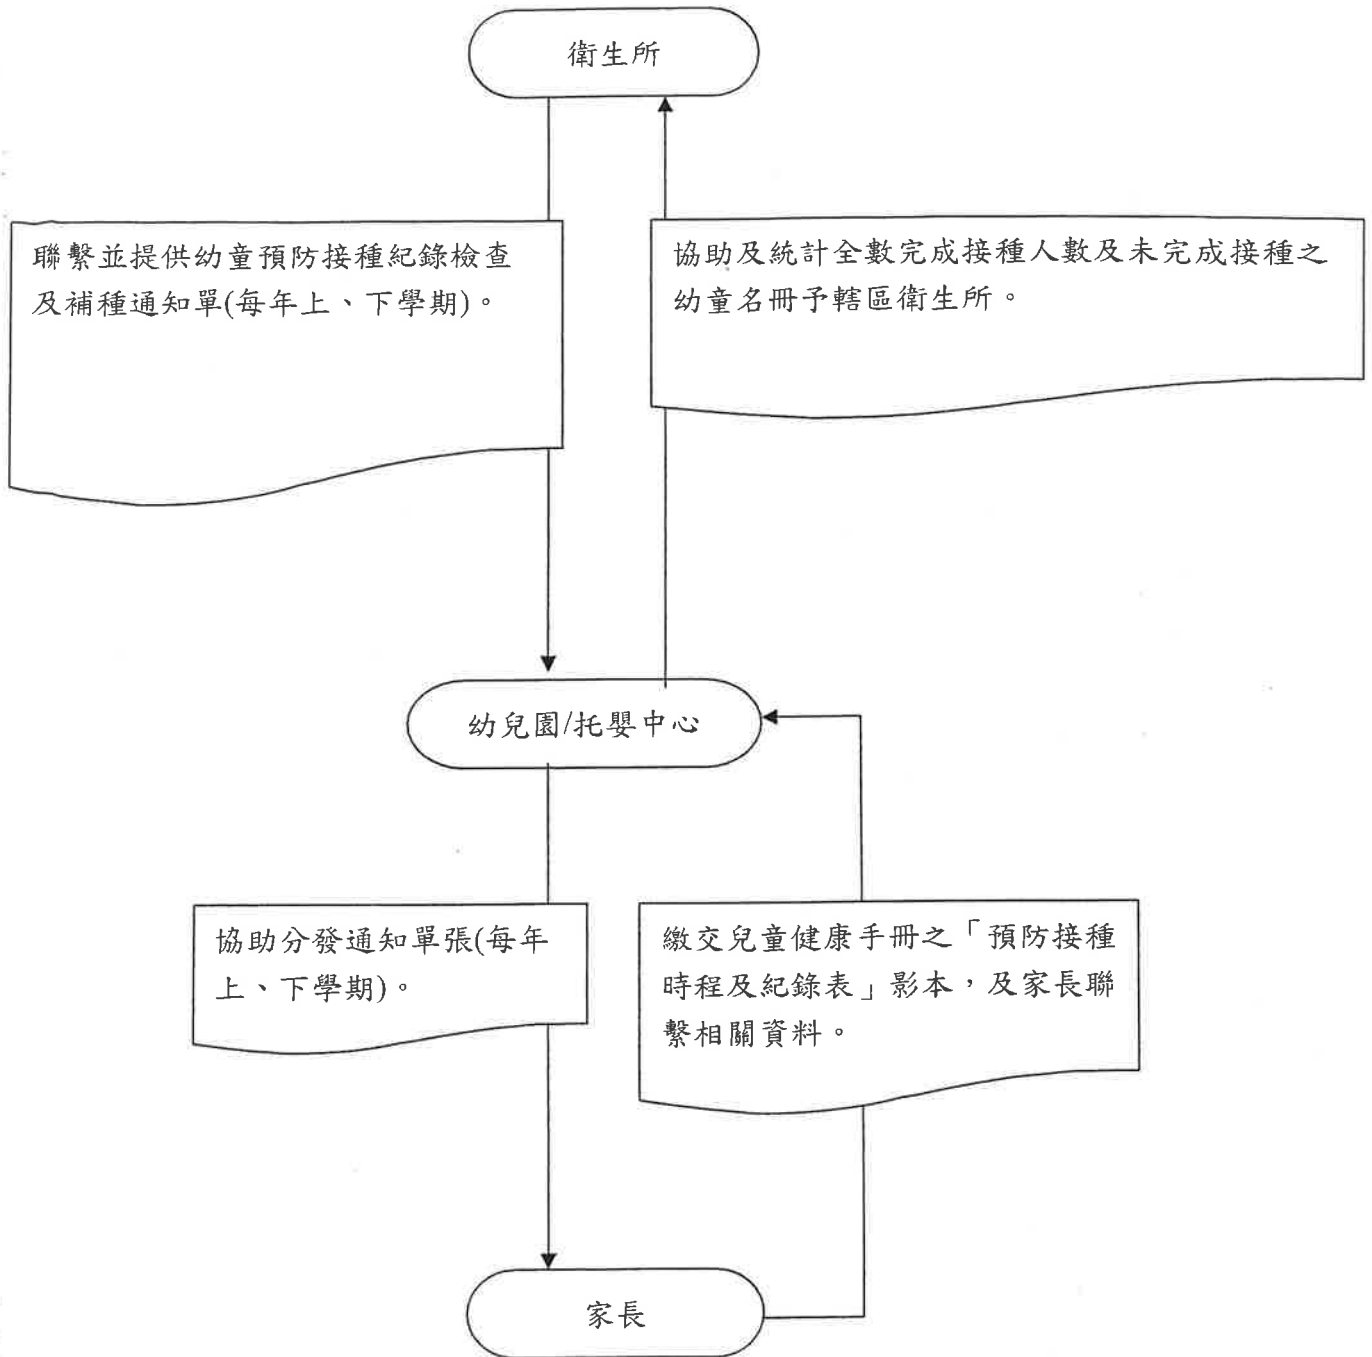 衛生所
聯繫並提供幼童預防接種紀錄檢查
及補種通知單(每年上、下學期)。
協助及統計全數完成接種人數及未完成接種之
幼童名冊予轄區衛生所。
幼兒園/托嬰中心
協助分發通知單張(每年
上、下學期)。
繳交兒童健康手冊之「預防接種
時程及紀錄表」影本，及家長聯
繫相關資料。
家長